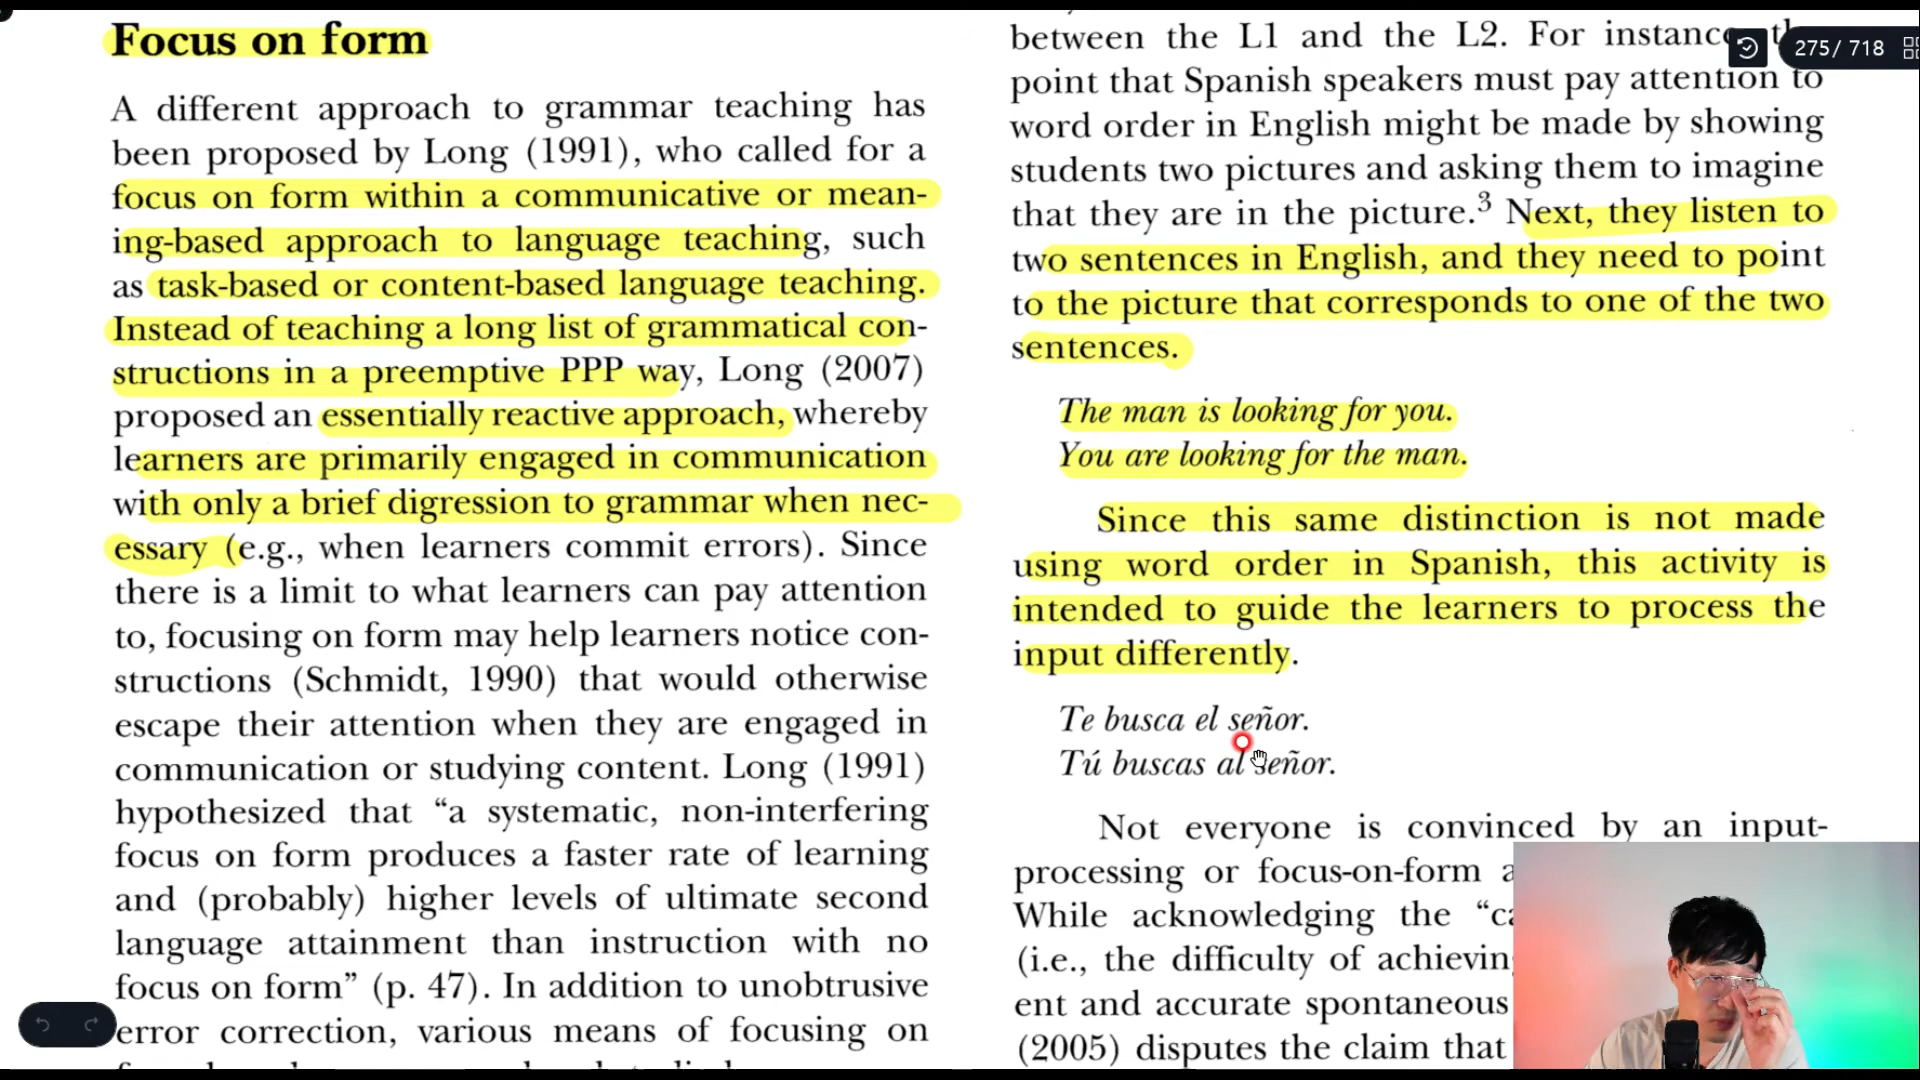 Focus on form
A different approach to grammar teaching has
been proposed by Long (1991), who called for a
focus on form within a communicative or mean-
ing-based approach to language teaching, such
as task-based or content-based language teaching.
Instead of teaching a long list of grammatical con-
structions in a preemptive PPP way, Long (2007)
proposed an essentially reactive approach, whereby
learners are primarily engaged in communication
with only a brief digression to grammar when nec-
essary (e.g., when learners commit errors). Since
there is a limit to what learners can pay attention
to, focusing on form may help learners notice con-
structions (Schmidt, 1990) that would otherwise
escape their attention when they are engaged in
communication or studying content. Long (1991)
hypothesized that “a systematic, non-interfering
focus on form produces a faster rate of learning
and (probably) higher levels of ultimate second
language attainment than instruction with no
focus on form” (p. 47). In addition to unobtrusive
error correction, various means of focusing on
between the L1 and the L2. For instance, the
point that Spanish speakers must pay attention to
word order in English might be made by showing
students two pictures and asking them to imagine
that they are in the picture.3 Next, they listen to
two sentences in English, and they need to point
to the picture that corresponds to one of the two
sentences.
The man is looking for you.
You are looking for the man.
Since this same distinction is not made
using word order in Spanish, this activity is
intended to guide the learners to process the
input differently.
Te busca el señor.
Tú buscas al señor.
Not everyone is convinced by an input-
processing or focus-on-form
While acknowledging the
(i.e., the difficulty of
ent and accurate spontaneous
(2005) disputes the claim that
275/ 718